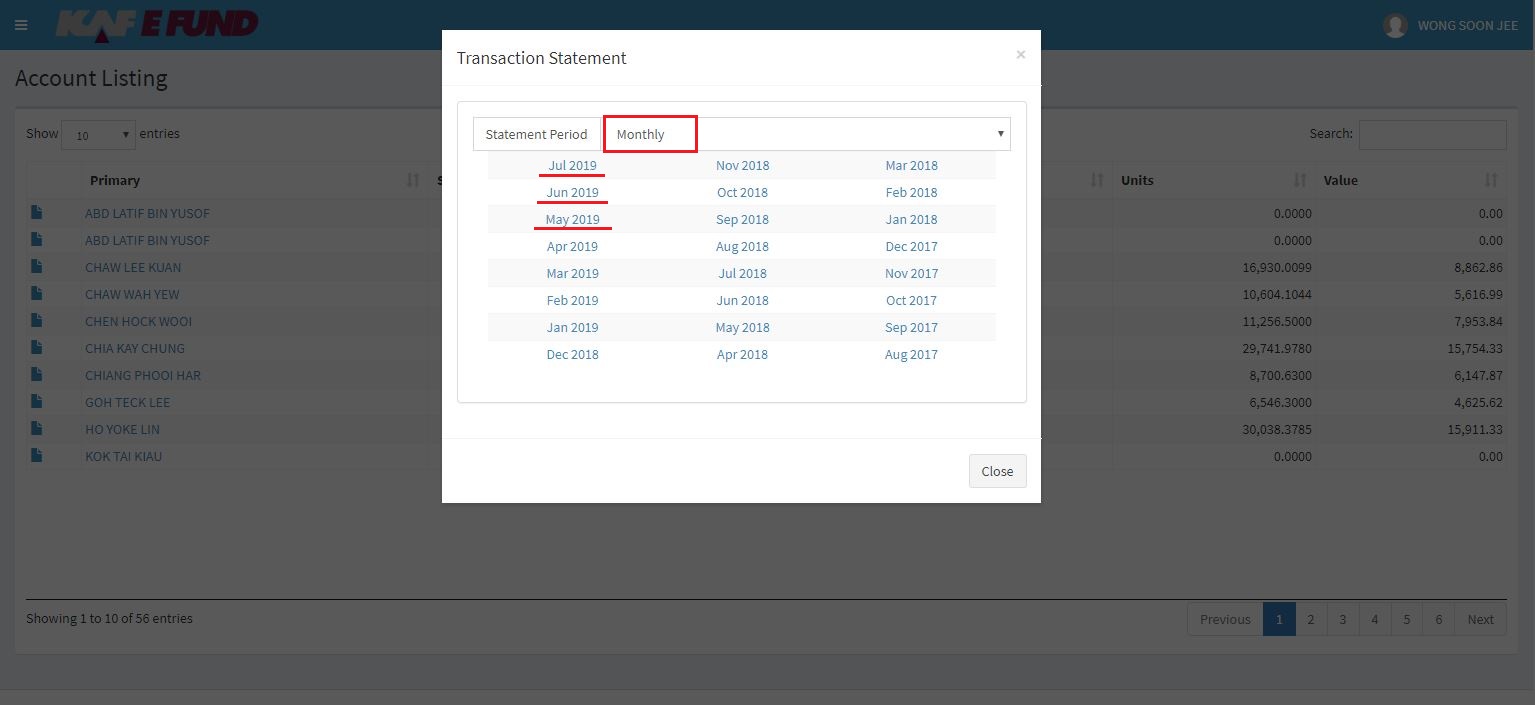 KAF E FUND
WONG SOON JEE
Transaction Statement ×
Account Listing
Statement Period Monthly
Show 10 entries
Search:
Jul 2019 Nov 2018 Mar 2018
Primary S Units Value
Jun 2019 Oct 2018 Feb 2018
ABD LATIF BIN YUSOF 0.0000 0.00
May 2019 Sep 2018 Jan 2018
ABD LATIF BIN YUSOF 0.0000 0.00
Apr 2019 Aug 2018 Dec 2017
CHAW LEE KUAN 16,930.0099 8,862.86
Mar 2019 Jul 2018 Nov 2017
CHAW WAH YEW 10,604.1044 5,616.99
Feb 2019 Jun 2018 Oct 2017
CHEN HOCK WOOI 11,256.5000 7,953.84
Jan 2019 May 2018 Sep 2017
CHIA KAY CHUNG 29,741.9780 15,754.33
Dec 2018 Apr 2018 Aug 2017
CHIANG PHOOI HAR 8,700.6300 6,147.87
GOH TECK LEE 6,546.3000 4,625.62
HO YOKE LIN 30,038.3785 15,911.33
KOK TAI KIAU 0.0000 0.00
Close
Showing 1 to 10 of 56 entries
Previous 1 2 3 4 5 6 Next